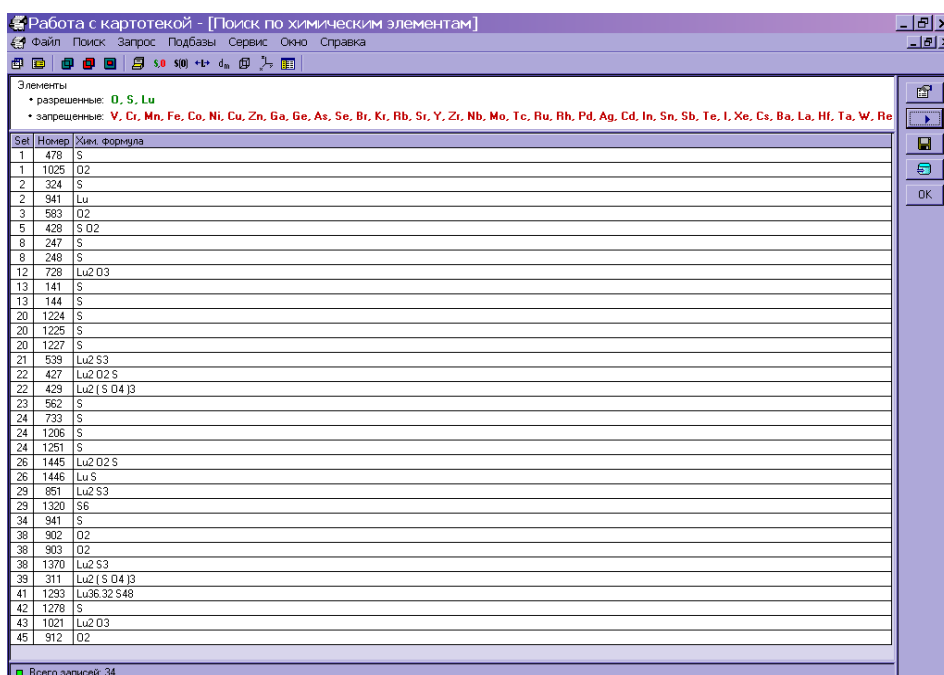 Работа с картотекой - [Поиск по химическим элементам]
Файл Поиск Запрос Подбазы Сервис Окно Справка
Элементы
• разрешенные: O, S, Lu
• запрещенные: V, Cr, Mn, Fe, Co, Ni, Cu, Zn, Ga, Ge, As, Se, Br, Kr, Rb, Sr, Y, Zr, Nb, Mo, Tc, Ru, Rh, Pd, Ag, Cd, In, Sn, Sb, Te, I, Xe, Cs, Ba, La, Hf, Ta, W, Re
Set Номер Хим. формула
1 478 S
1 1025 O2
2 324 S
2 941 Lu
3 583 O2
5 428 S O2
8 247 S
8 248 S
12 728 Lu2 O3
13 141 S
13 144 S
20 1224 S
20 1225 S
20 1227 S
21 539 Lu2 S3
22 427 Lu2 O2 S
22 429 Lu2 ( S O4 )3
23 562 S
24 733 S
24 1206 S
24 1251 S
26 1445 Lu2 O2 S
26 1446 Lu S
29 851 Lu2 S3
29 1320 S6
34 941 S
38 902 O2
38 903 O2
38 1370 Lu2 S3
39 311 Lu2 ( S O4 )3
41 1293 Lu36.32 S48
42 1278 S
43 1021 Lu2 O3
45 912 O2
OK
Всего записей: 34